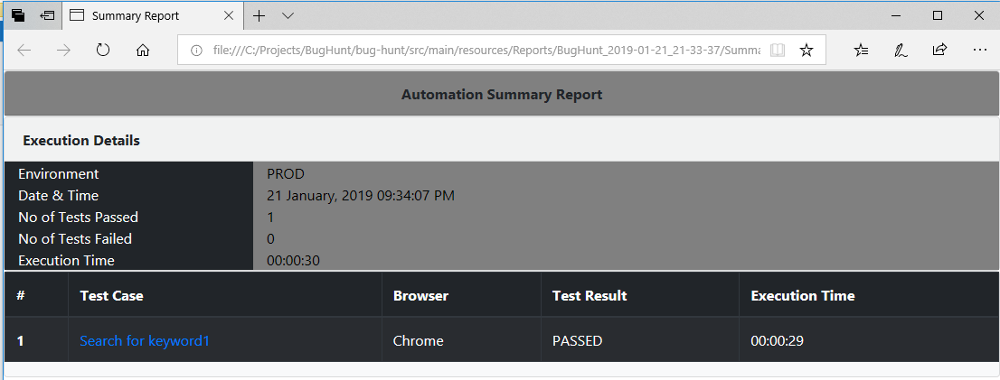 Summary Report
file:///C:/Projects/BugHunt/bug-hunt/src/main/resources/Reports/BugHunt_2019-01-21_21-33-37/Summa
Automation Summary Report
Execution Details
Environment PROD
Date & Time 21 January, 2019 09:34:07 PM
No of Tests Passed 1
No of Tests Failed 0
Execution Time 00:00:30
# Test Case Browser Test Result Execution Time
1 Search for keyword1 Chrome PASSED 00:00:29